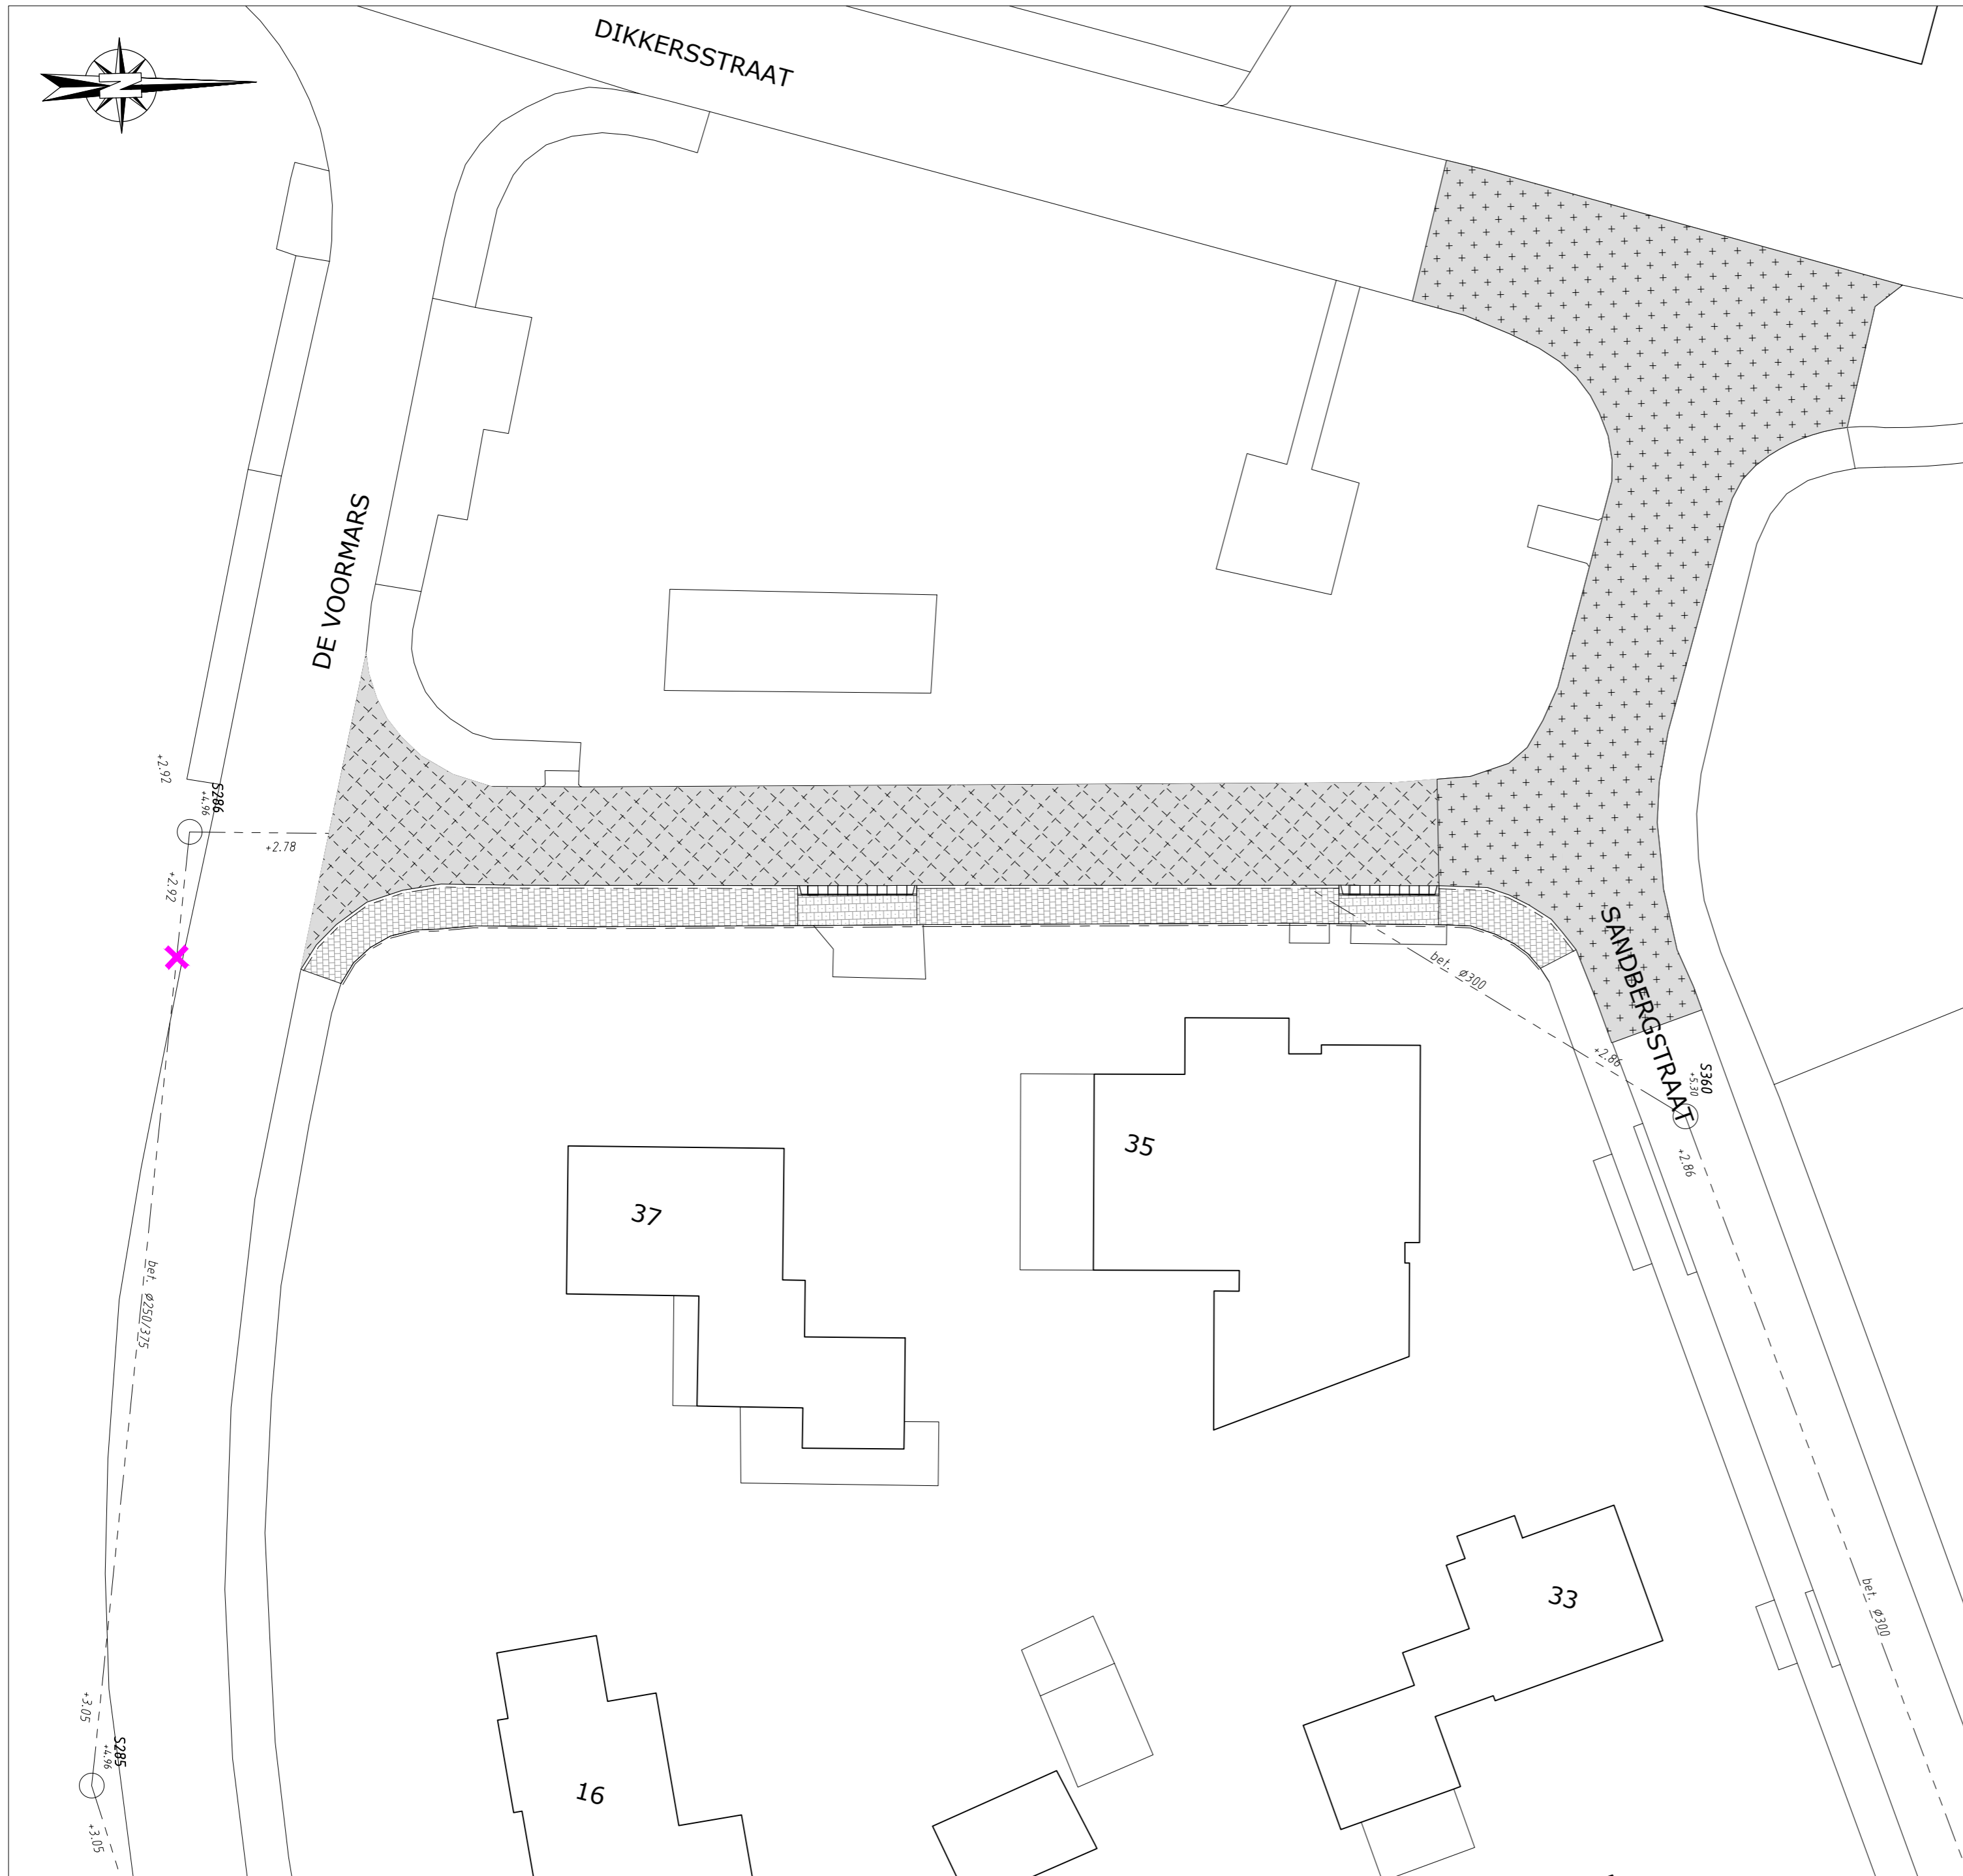 DIKKERSSTRAAT
N
DE VOORMARS
+2.92
S286
+4.96
+2.78
+2.92
SANDBERGSTRAAT
bet. ø300
+2.86
S360
+5.30
+2.86
35
37
bet. ø250/375
33
bet. ø300
+3.05
S285
+4.96
16
+3.05